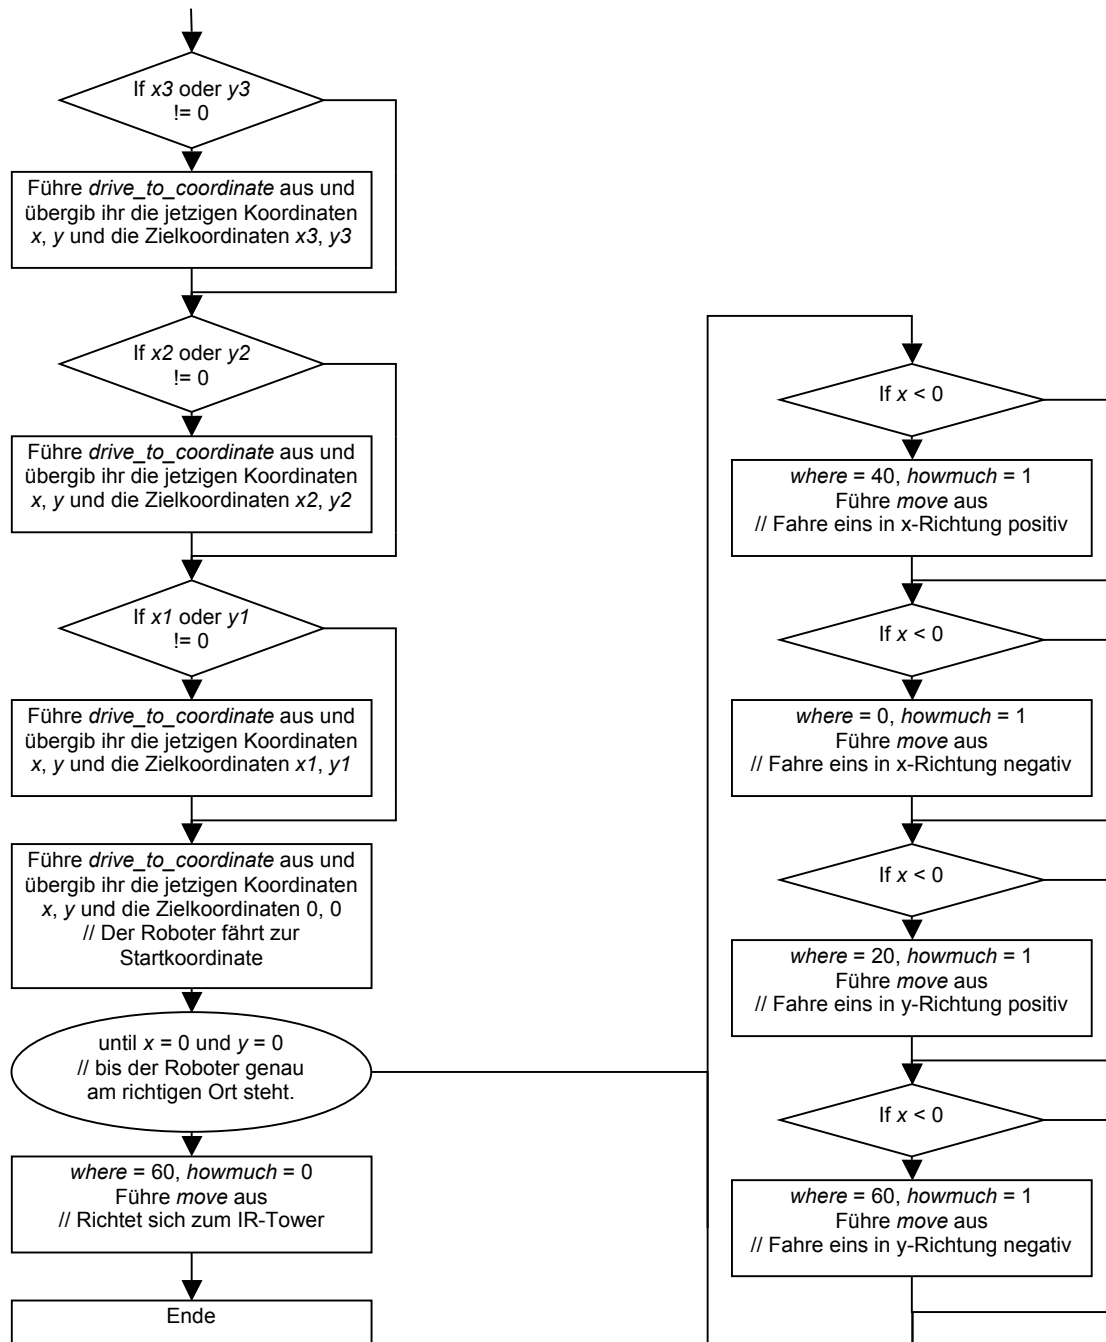 If x3 oder y3
!= 0
Führe drive_to_coordinate aus und
übergib ihr die jetzigen Koordinaten
x, y und die Zielkoordinaten x3, y3
If x2 oder y2
!= 0
Führe drive_to_coordinate aus und
übergib ihr die jetzigen Koordinaten
x, y und die Zielkoordinaten x2, y2
If x1 oder y1
!= 0
Führe drive_to_coordinate aus und
übergib ihr die jetzigen Koordinaten
x, y und die Zielkoordinaten x1, y1
Führe drive_to_coordinate aus und
übergib ihr die jetzigen Koordinaten
x, y und die Zielkoordinaten 0, 0
// Der Roboter fährt zur
Startkoordinate
until x = 0 und y = 0
// bis der Roboter genau
am richtigen Ort steht.
where = 60, howmuch = 0
Führe move aus
// Richtet sich zum IR-Tower
Ende
If x < 0
where = 40, howmuch = 1
Führe move aus
// Fahre eins in x-Richtung positiv
If x < 0
where = 0, howmuch = 1
Führe move aus
// Fahre eins in x-Richtung negativ
If x < 0
where = 20, howmuch = 1
Führe move aus
// Fahre eins in y-Richtung positiv
If x < 0
where = 60, howmuch = 1
Führe move aus
// Fahre eins in y-Richtung negativ